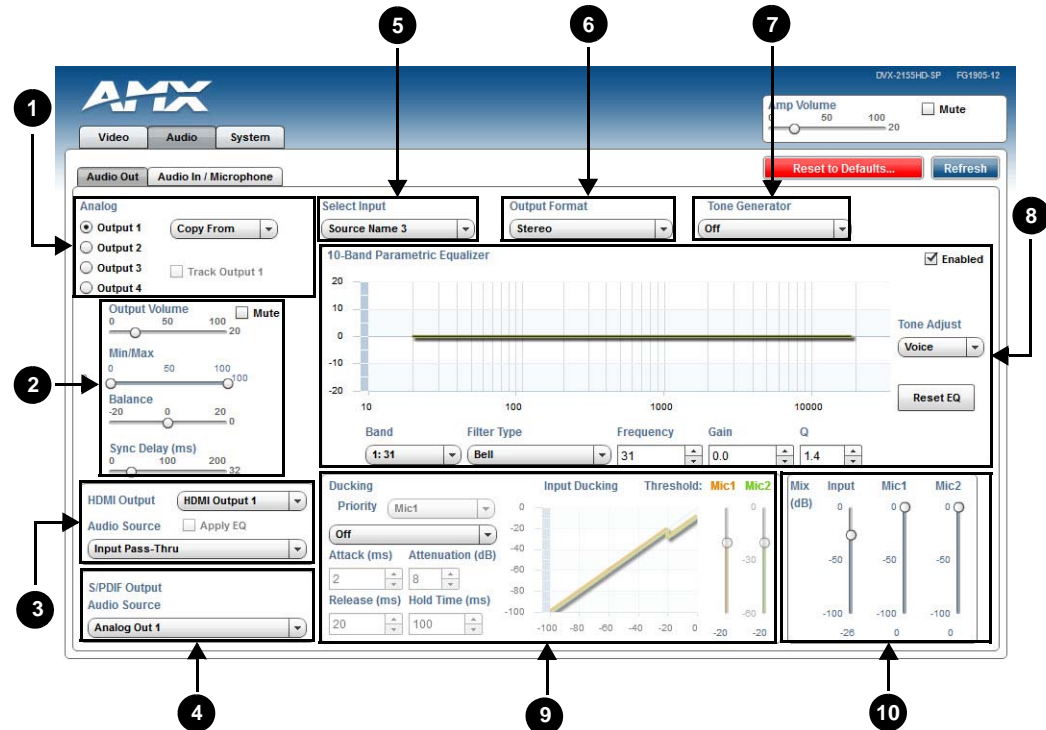 5
6
7
DVX-2155HD-SP FG1905-12
AMX
1
Amp Volume
Mute
0 50 100
20
Video Audio System
Reset to Defaults... Refresh
Audio Out Audio In / Microphone
Analog
Output 1 Copy From
Output 2
Output 3 Track Output 1
Output 4
Select Input
Source Name 3
Output Format
Stereo
Tone Generator
Off
8
10-Band Parametric Equalizer
Enabled
20
10
0
-10
-20
10 100 1000 10000
Tone Adjust
Voice
Reset EQ
Band Filter Type Frequency Gain Q
1: 31 Bell 31 0.0 1.4
2
Output Volume Mute
0 50 100
20
Min/Max
0 50 100
100
Balance
-20 0 20
0
Sync Delay (ms)
0 100 200
32
3
HDMI Output HDMI Output 1
Audio Source Apply EQ
Input Pass-Thru
S/PDIF Output
Audio Source
Analog Out 1
4
Ducking
Priority Mic1
Off
Attack (ms) Attenuation (dB)
2 8
Release (ms) Hold Time (ms)
20 100
Input Ducking Threshold: Mic1 Mic2
0
-20
-40
-60
-80
-100
-100 -80 -60 -40 -20 0
0
-30
-60
-20 -20
9
Mix (dB) Input Mic1 Mic2
0 0 0
-50 -50 -50
-100 -100 -100
-26 0 0
10